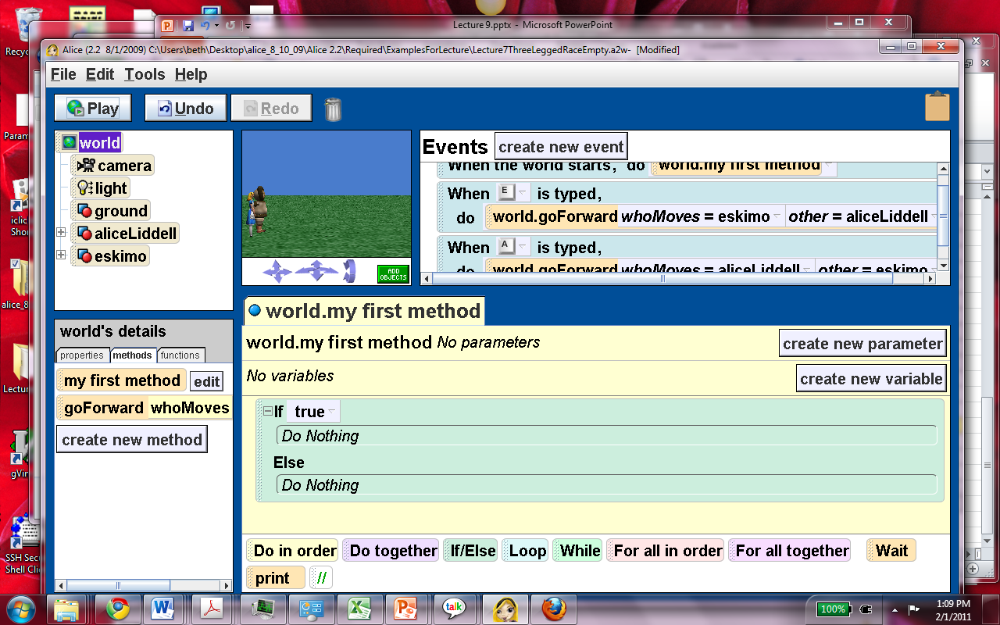 Lecture 9.pptx - Microsoft PowerPoint
Alice (2.2 8/1/2009) C:\Users\beth\Desktop\alice_8_10_09\Alice 2.2\Required\ExamplesForLecture\Lecture7ThreeLeggedRaceEmpty.a2w- [Modified]
File Edit Tools Help
Play Undo Redo
world
camera
light
ground
aliceLiddell
eskimo
ADD
OBJECTS
Events create new event
When the world starts, do world.my first method
When E is typed,
do world.goForward whoMoves = eskimo other = aliceLiddell
When A is typed,
do world.goForward whoMoves = aliceLiddell other = eskimo
world's details
properties methods functions
my first method edit
goForward whoMoves
create new method
world.my first method
world.my first method No parameters create new parameter
No variables create new variable
If true
Do Nothing
Else
Do Nothing
Do in order Do together If/Else Loop While For all in order For all together Wait
print //
Recyc
Param
iclic
Shor
alice_8
Lectur
gVir
SSH Sec
Shell Cli
talk
100%
1:09 PM
2/1/2011